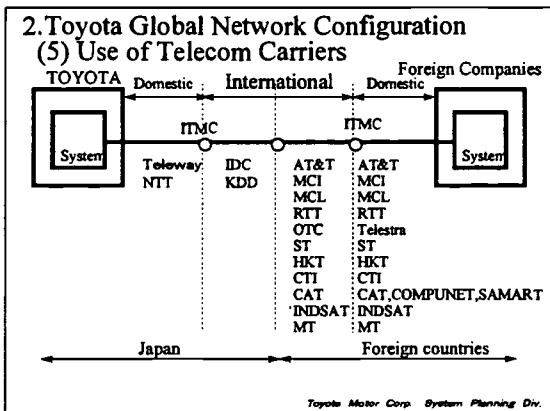 2.Toyota Global Network Configuration
(5) Use of Telecom Carriers
TOYOTA Domestic International Domestic Foreign Companies
ITMC ITMC
System System
Teleway IDC AT&T AT&T
NTT KDD MCI MCI
MCL MCL
RTT RTT
OTC Telestra
ST ST
HKT HKT
CTI CTI
CAT CAT,COMPUNET,SAMART
INDSAT INDSAT
MT MT
Japan Foreign countries
Toyota Motor Corp. System Planning Div.